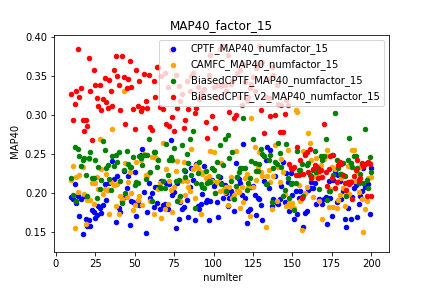 MAP40_factor_15
CPTF_MAP40_numfactor_15
CAMFC_MAP40_numfactor_15
BiasedCPTF_MAP40_numfactor_15
BiasedCPTF_v2_MAP40_numfactor_15
0.40
0.35
0.30
0.25
0.20
0.15
MAP40
0 25 50 75 100 125 150 175 200
numIter